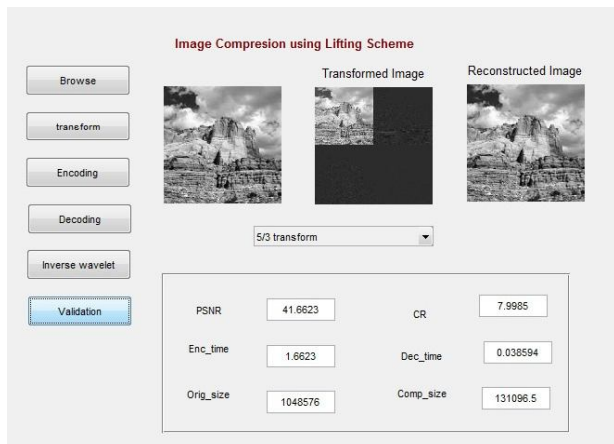 Image Compresion using Lifting Scheme
Transformed Image
Reconstructed Image
Browse
transform
Encoding
Decoding
Inverse wavelet
Validation
5/3 transform
PSNR
41.6623
CR
7.9985
Enc_time
1.6623
Dec_time
0.038594
Orig_size
1048576
Comp_size
131096.5